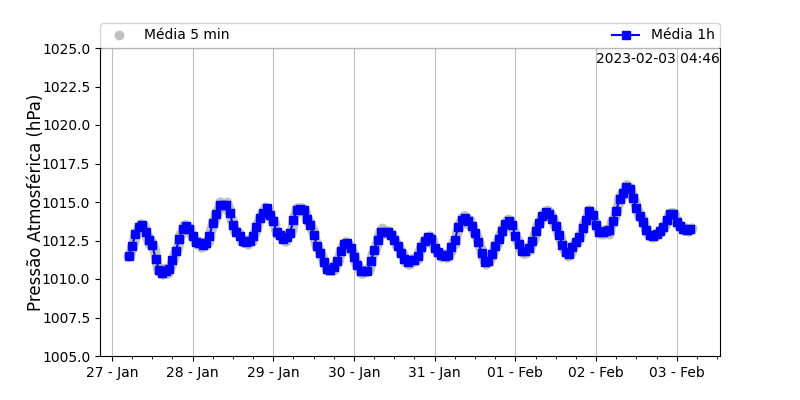 Média 5 min
Média 1h
2023-02-03 04:46
Pressão Atmosférica (hPa)
1025.0
1022.5
1020.0
1017.5
1015.0
1012.5
1010.0
1007.5
1005.0
27 - Jan
28 - Jan
29 - Jan
30 - Jan
31 - Jan
01 - Feb
02 - Feb
03 - Feb